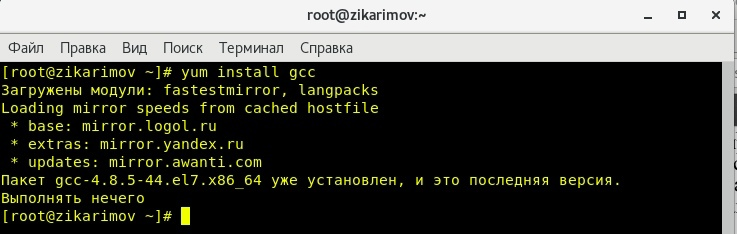 root@zikarimov:~
Файл Правка Вид Поиск Терминал Справка
[root@zikarimov ~]# yum install gcc
Загружены модули: fastestmirror, langpacks
Loading mirror speeds from cached hostfile
* base: mirror.logol.ru
* extras: mirror.yandex.ru
* updates: mirror.awanti.com
Пакет gcc-4.8.5-44.el7.x86_64 уже установлен, и это последняя версия.
Выполнять нечего
[root@zikarimov ~]#